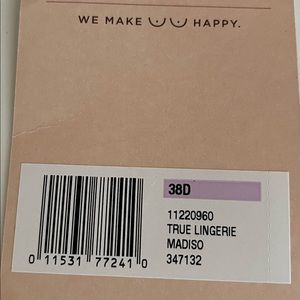 WE MAKE HAPPY.
38D
11220960
TRUE LINGERIE
MADISO
347132
0 11531 77241 0